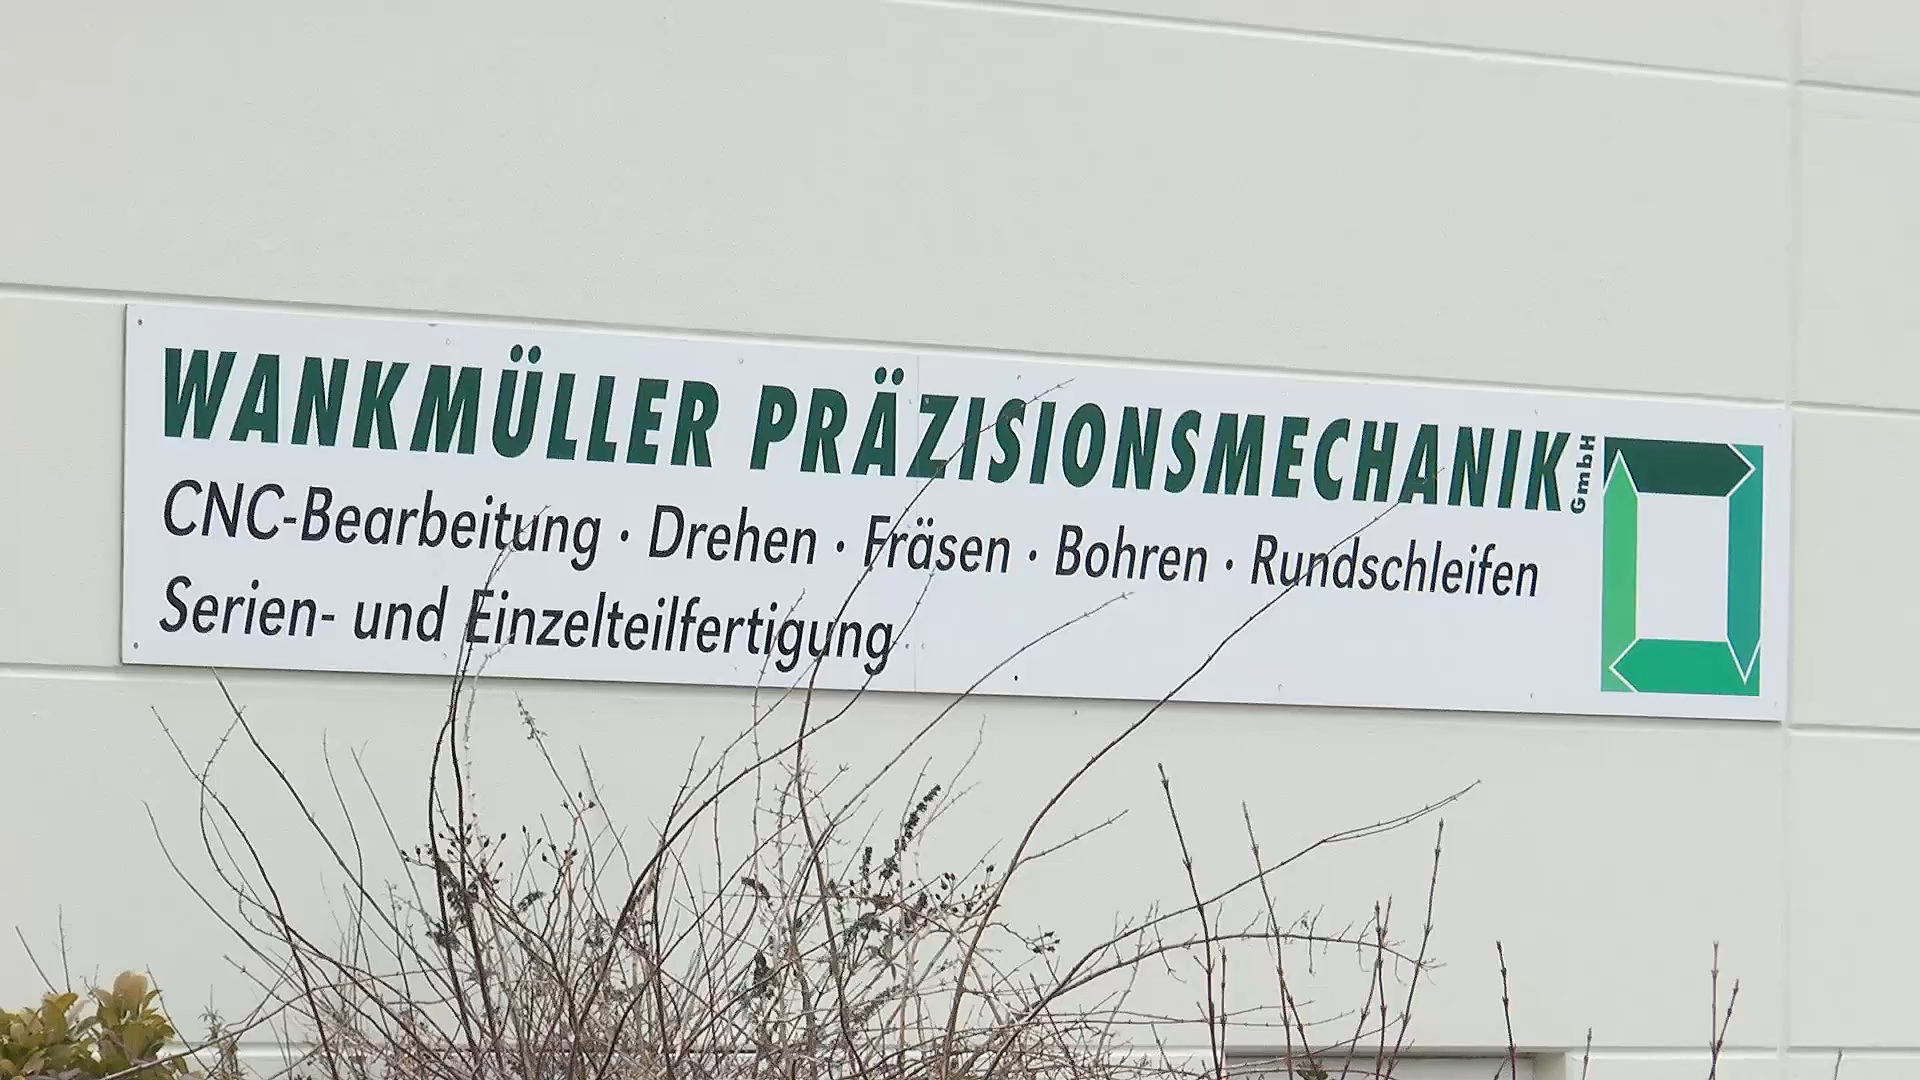 WANKMÜLLER PRÄZISIONSMECHANIK GmbH
CNC-Bearbeitung · Drehen · Fräsen · Bohren · Rundschleifen
Serien- und Einzelteilfertigung